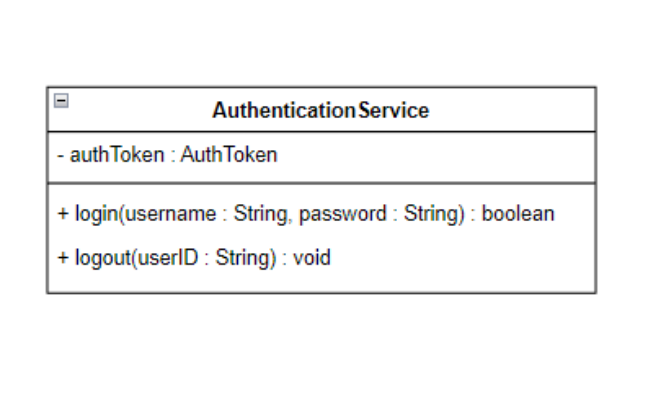 AuthenticationService
- authToken : AuthToken
+ login(username : String, password : String) : boolean
+ logout(userID : String) : void